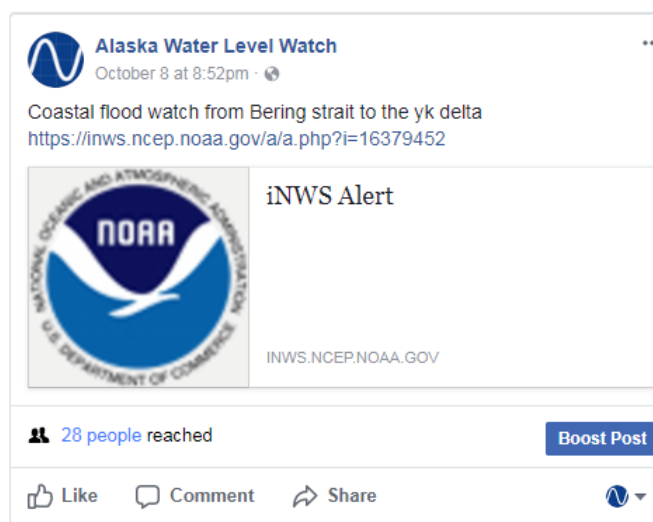 Alaska Water Level Watch
October 8 at 8:52pm ·
Coastal flood watch from Bering strait to the yk delta
https://inws.ncep.noaa.gov/a/a.php?i=16379452
NATIONAL OCEANIC AND ATMOSPHERIC ADMINISTRATION
NOAA
U.S. DEPARTMENT OF COMMERCE
iNWS Alert
INWS.NCEP.NOAA.GOV
28 people reached
Boost Post
Like Comment Share